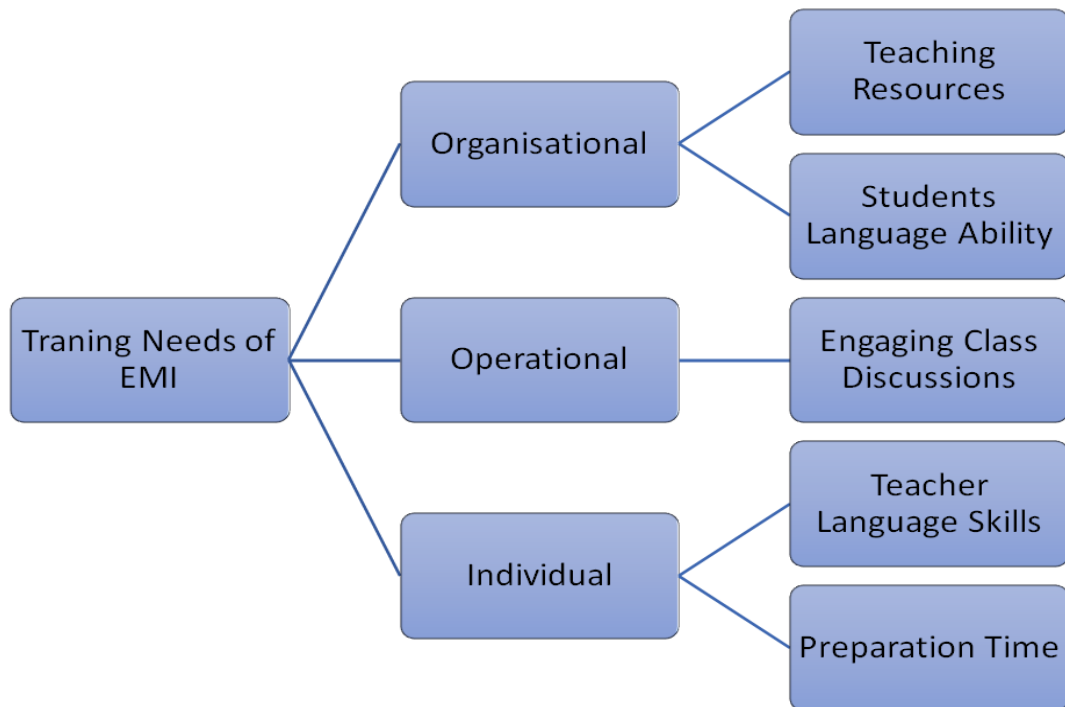 Traning Needs of
EMI
Organisational
Teaching
Resources
Students
Language Ability
Operational
Engaging Class
Discussions
Individual
Teacher
Language Skills
Preparation Time